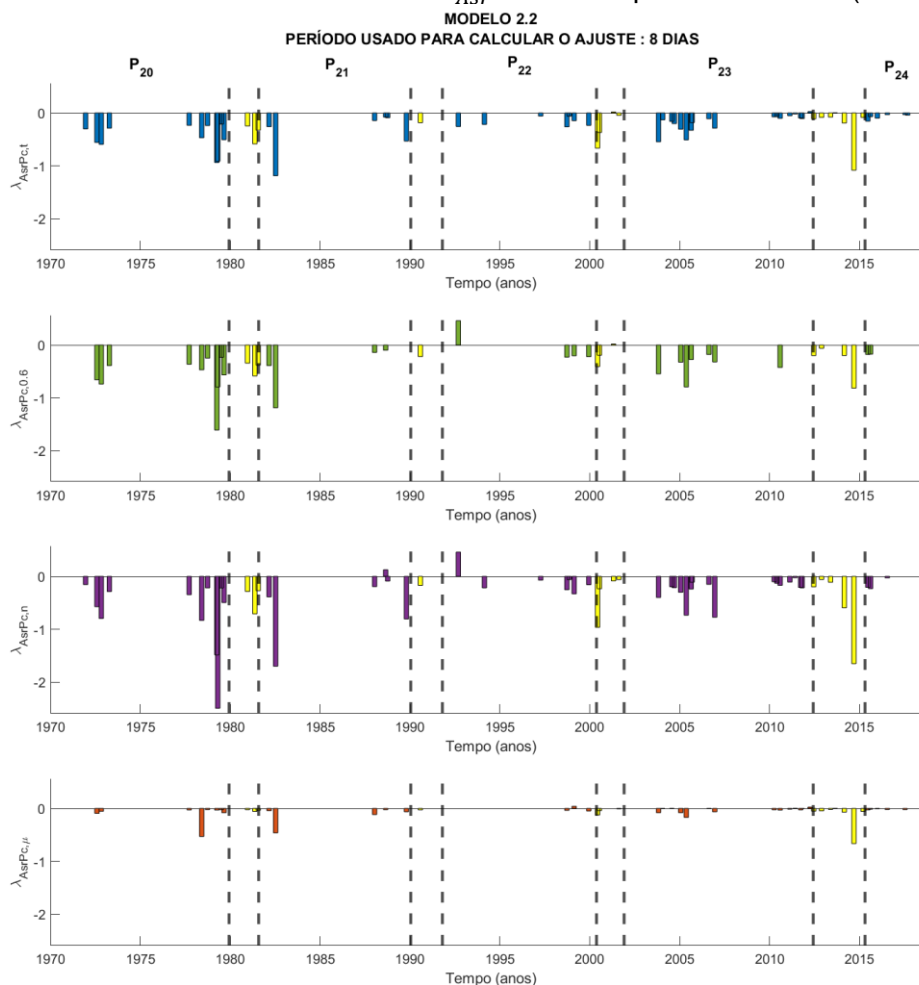 Asr
MODELO 2.2
PERÍODO USADO PARA CALCULAR O AJUSTE : 8 DIAS
P20 P21 P22 P23 P24
0
-1
-2
λAsrPc,t
1970 1975 1980 1985 1990 1995 2000 2005 2010 2015
Tempo (anos)
0
-1
-2
λAsrPc,0.6
1970 1975 1980 1985 1990 1995 2000 2005 2010 2015
Tempo (anos)
0
-1
-2
λAsrPc,n
1970 1975 1980 1985 1990 1995 2000 2005 2010 2015
Tempo (anos)
0
-1
-2
λAsrPc,μ
1970 1975 1980 1985 1990 1995 2000 2005 2010 2015
Tempo (anos)